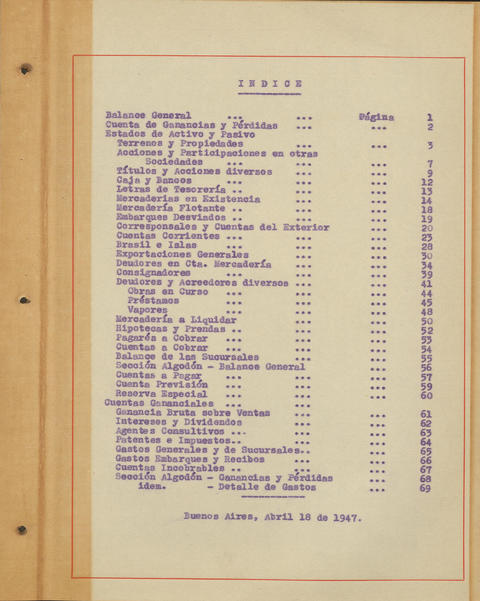 I N D I C E
Balance General ... ... Página 1
Cuenta de Ganancias y Pérdidas ... ... 2
Estados de Activo y Pasivo
Terrenos y Propiedades ... ... 3
Acciones y Participaciones en otras
Sociedades ... ... ... 7
Títulos y Acciones diversos ... ... 9
Caja y Bancos ... ... ... 12
Letras de Tesorería .. ... ... 13
Mercaderias en Existencia ... ... 14
Mercadería Flotante .. ... ... 18
Embarques Desviados .. ... ... 19
Corresponsales y Cuentas del Exterior ... 20
Cuentas Corrientes ... ... ... 23
Brasil e Islas ... ... ... 28
Exportaciones Generales ... ... 30
Deudores en Cta. Mercadería ... ... 34
Consignadores ... ... ... 39
Deudores y Acreedores diversos ... ... 41
Obras en Curso ... ... ... 44
Préstamos ... ... ... 45
Vapores ... ... ... 48
Mercadería a Liquidar ... ... 50
Hipotecas y Prendas .. ... ... 52
Pagarés a Cobrar ... ... ... 53
Cuentas a Cobrar ... ... ... 54
Balance de las Sucursales ... ... 55
Sección Algodón - Balance General ... 56
Cuentas a Pagar ... ... ... 57
Cuenta Previsión ... ... ... 59
Reserva Especial ... ... ... 60
Cuentas Gananciales ... ...
Ganancia Bruta sobre Ventas ... ... 61
Intereses y Dividendos ... ... 62
Agentes Consultivos ... ... ... 63
Patentes e Impuestos.. ... ... 64
Gastos Generales y de Sucursales.. ... 65
Gastos Embarques y Recibos ... ... 66
Cuentas Incobrables .. ... ... 67
Sección Algodón - Ganancias y Pérdidas ... 68
idem. - Detalle de Gastos ... 69
Buenos Aires, Abril 18 de 1947.